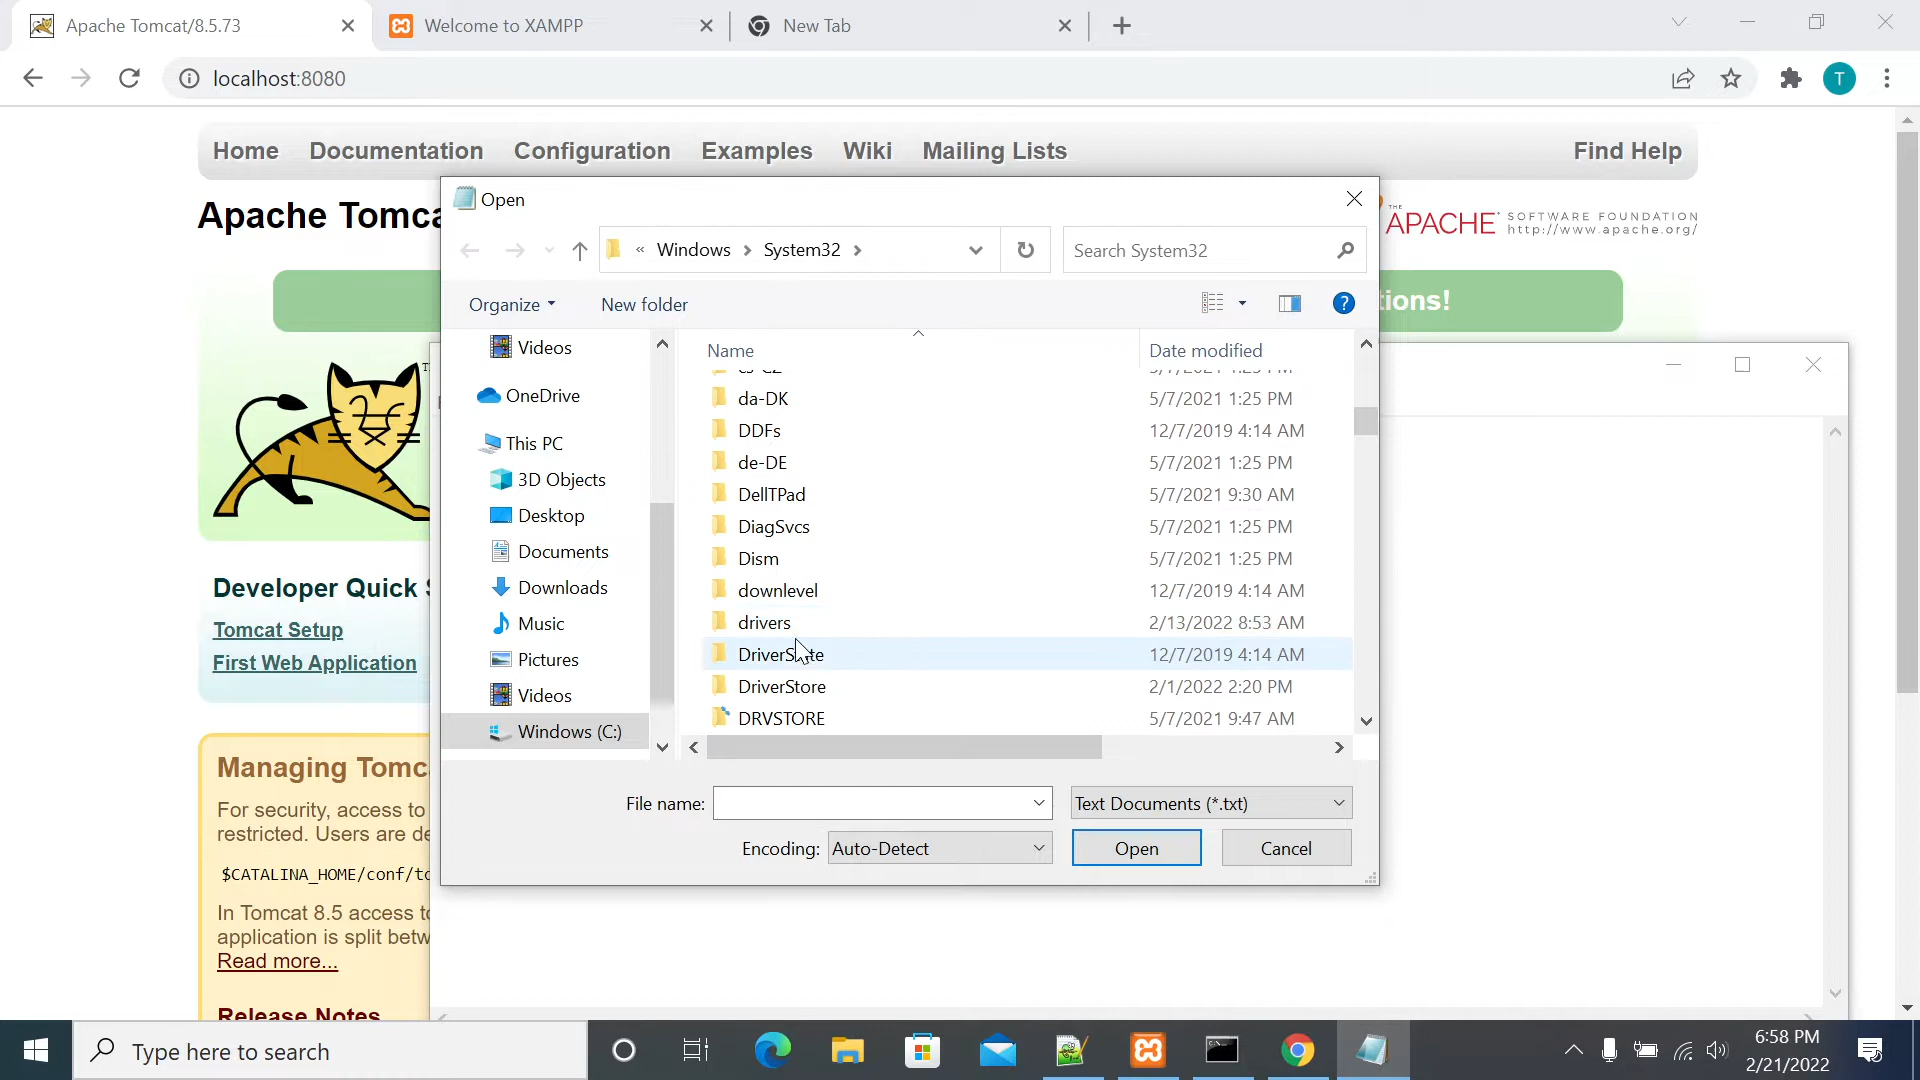 Apache Tomcat/8.5.73
Welcome to XAMPP
New Tab
localhost:8080
T
Home Documentation Configuration Examples Wiki Mailing Lists Find Help
Apache Tomca
THE
APACHE
SOFTWARE FOUNDATION
http://www.apache.org/
tions!
Open
« Windows > System32 >
Search System32
Organize
New folder
?
Name
Date modified
Videos
OneDrive
This PC
3D Objects
Desktop
Documents
Downloads
Music
Pictures
Videos
Windows (C:)
da-DK 5/7/2021 1:25 PM
DDFs 12/7/2019 4:14 AM
de-DE 5/7/2021 1:25 PM
DellTPad 5/7/2021 9:30 AM
DiagSvcs 5/7/2021 1:25 PM
Dism 5/7/2021 1:25 PM
downlevel 12/7/2019 4:14 AM
drivers 2/13/2022 8:53 AM
DriverState 12/7/2019 4:14 AM
DriverStore 2/1/2022 2:20 PM
DRVSTORE 5/7/2021 9:47 AM
File name:
Text Documents (*.txt)
Encoding: Auto-Detect
Open
Cancel
Developer Quick S
Tomcat Setup
First Web Application
Managing Tomca
For security, access to
restricted. Users are de
$CATALINA_HOME/conf/to
In Tomcat 8.5 access to
application is split betw
Read more...
Release Notes
Type here to search
6:58 PM
2/21/2022